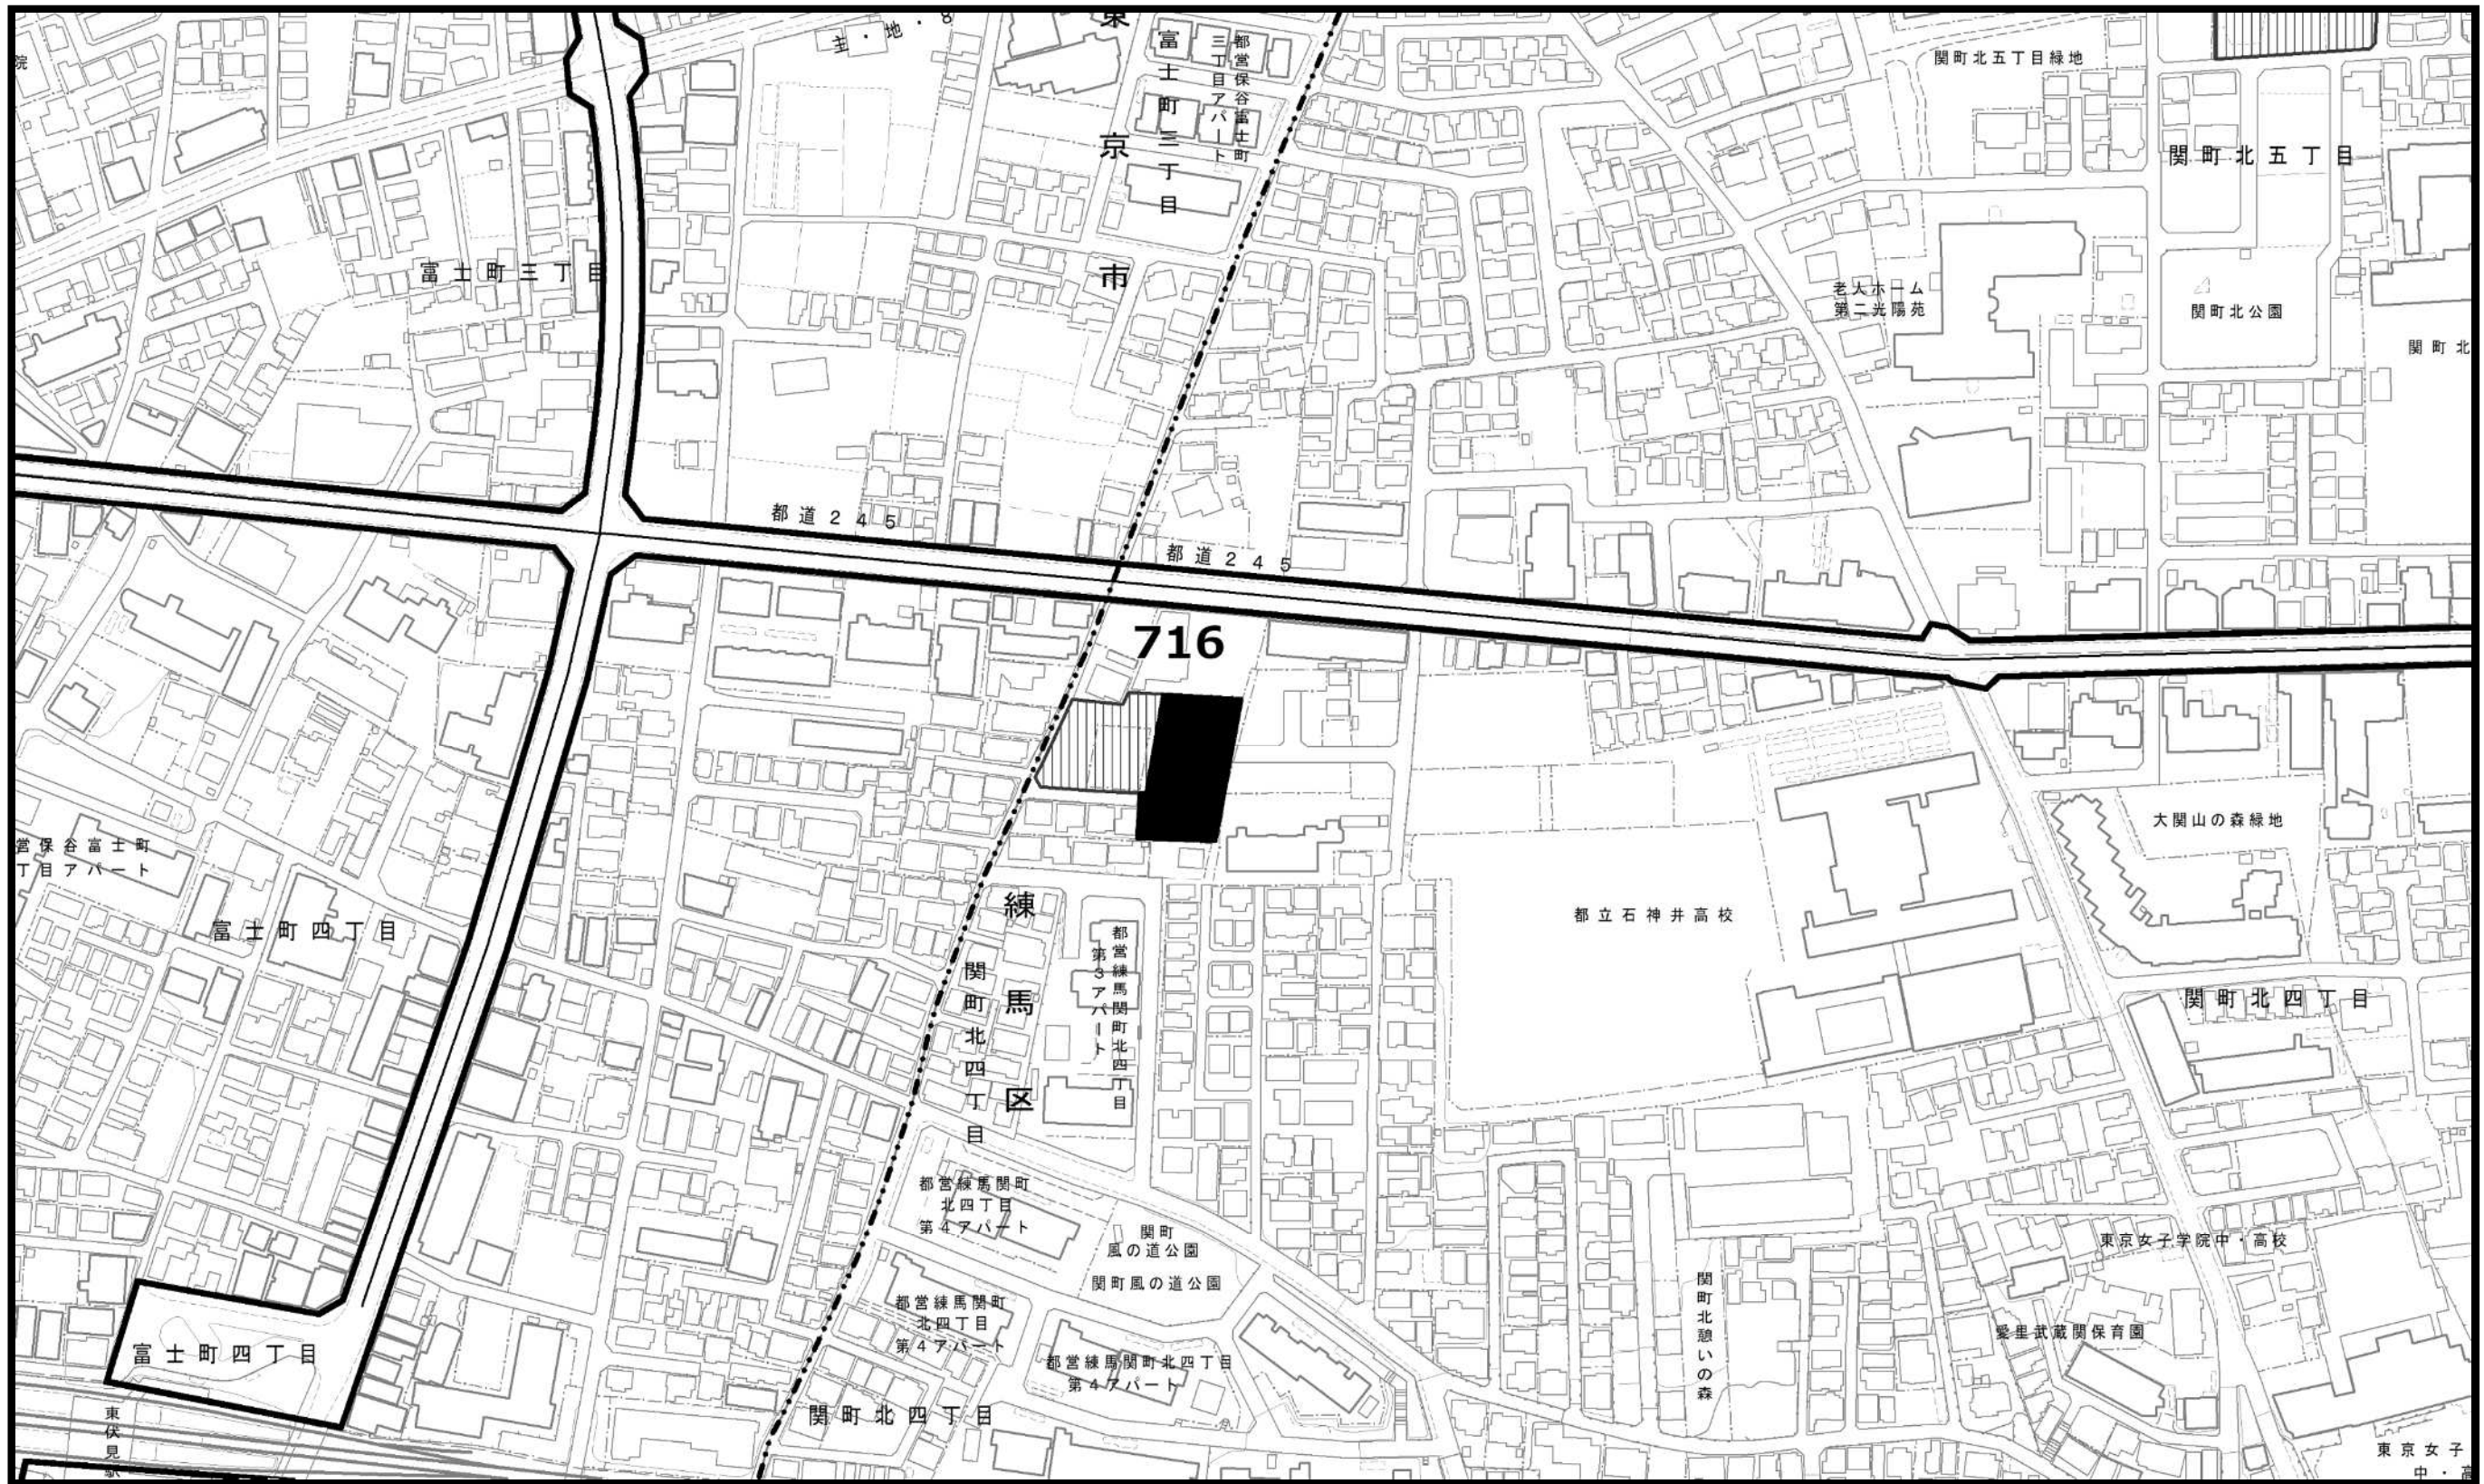 院
主・地・8
東京市
富士町三丁目
都営保谷富士町
三丁目アパート
関町北五丁目緑地
関町北五丁目
富士町三丁目
老人ホーム
第二光陽苑
関町北公園
関町北
都道245
都道245
716
大関山の森緑地
営保谷富士町
丁目アパート
富士町四丁目
練馬区
関町北四丁目
都営練馬関町北四丁目
第3アパート
都立石神井高校
関町北四丁目
都営練馬関町
北四丁目
第4アパート
関町
風の道公園
関町風の道公園
東京女子学院中・高校
関町北憩いの森
都営練馬関町
北四丁目
第4アパート
愛里武蔵関保育園
富士町四丁目
都営練馬関町北四丁目
第4アパート
関町北四丁目
東伏見駅
東京女子
中・高